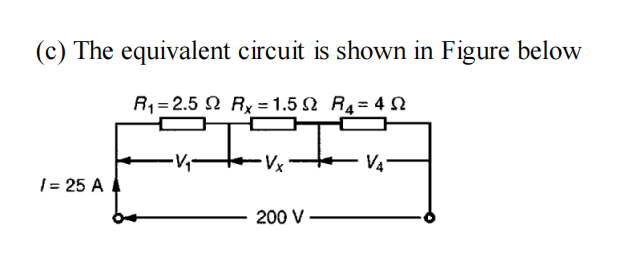 (c) The equivalent circuit is shown in Figure below
R₁ = 2.5 Ω Rₓ = 1.5 Ω R₄ = 4 Ω
V₁ Vₓ V₄
I = 25 A
200 V